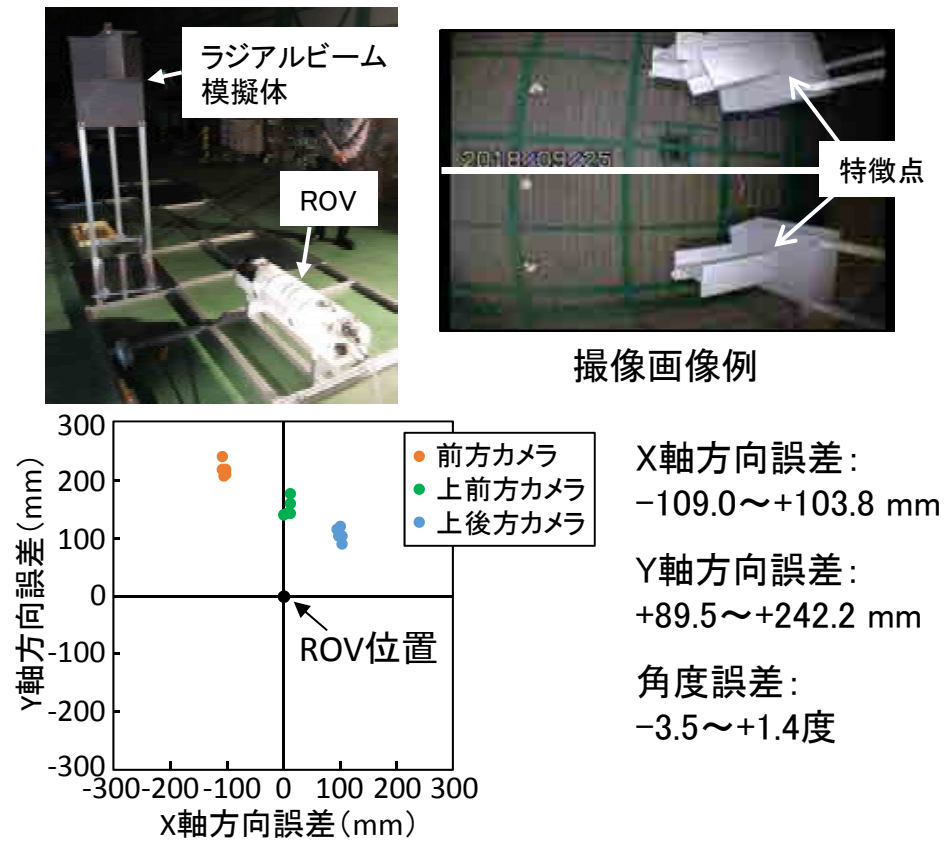 ラジアルビーム
模擬体
ROV
2018/09/25
特徴点
撮像画像例
300
200
100
0
-100
-200
-300
-300
-200
-100
0
100
200
300
Y軸方向誤差(mm)
X軸方向誤差(mm)
前方カメラ
上前方カメラ
上後方カメラ
ROV位置
X軸方向誤差:
−109.0~+103.8 mm
Y軸方向誤差:
+89.5~+242.2 mm
角度誤差:
−3.5~+1.4度